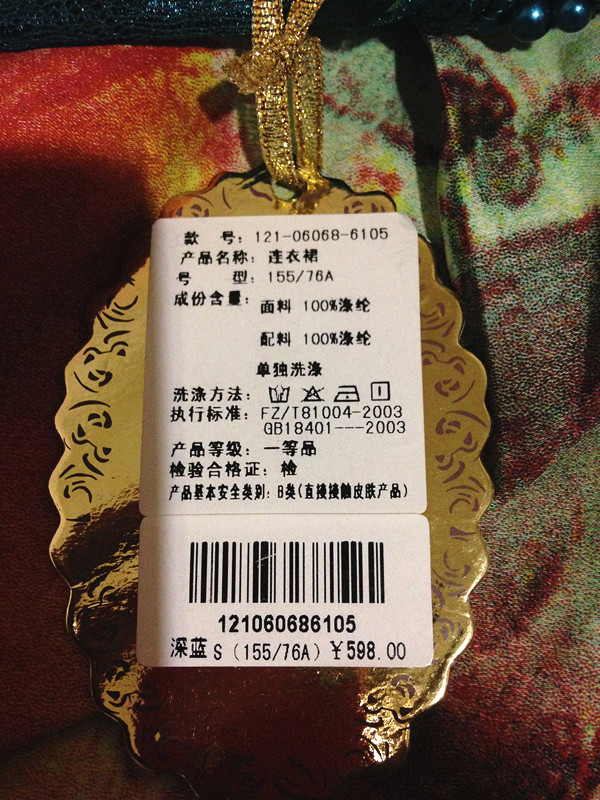 款 号：121-06068-6105
产品名称：连衣裙
号 型：155/76A
成份含量：面料 100%涤纶
配料 100%涤纶
单独洗涤
洗涤方法：
执行标准：FZ/T81004-2003
GB18401---2003
产品等级：一等品
检验合格证：检
产品基本安全类别：B类(直接接触皮肤产品)
121060686105
深蓝 S (155/76A) ¥598.00